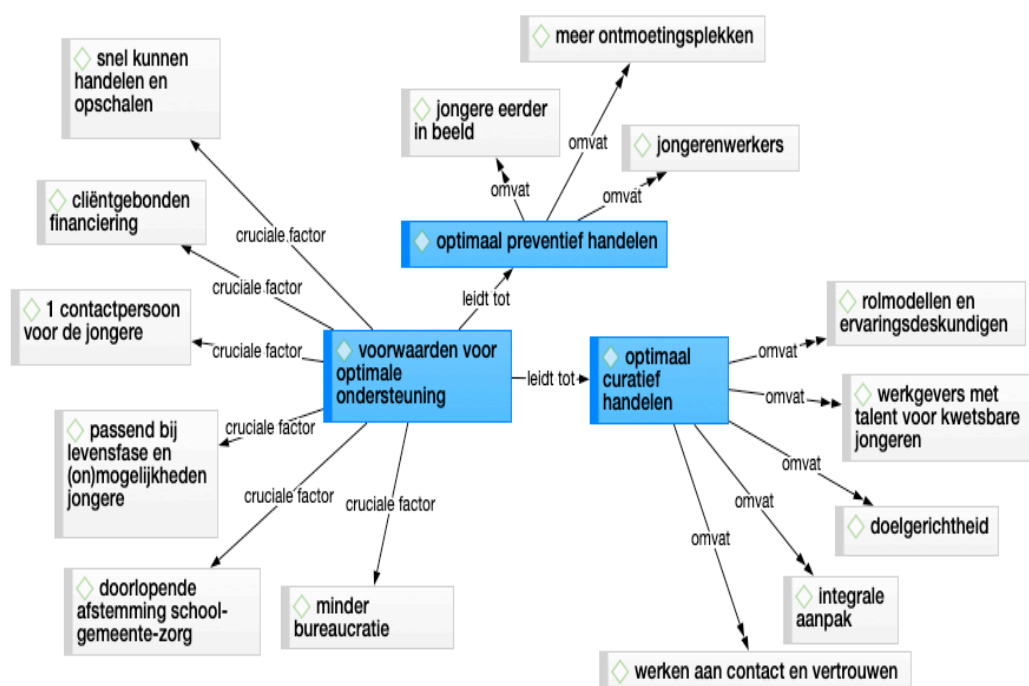 snel kunnen
handelen en
opschalen
meer ontmoetingsplekken
jongere eerder
in beeld
omvat
jongerenwerkers
omvat
omvat
cliëntgebonden
financiering
cruciale factor
optimaal preventief handelen
cruciale factor
leidt tot
1 contactpersoon
voor de jongere
cruciale factor
voorwaarden voor
optimale
ondersteuning
leidt tot
optimaal
curatief
handelen
omvat
rolmodellen en
ervaringsdeskundigen
omvat
werkgevers met
talent voor kwetsbare
jongeren
passend bij
levensfase en
(on)mogelijkheden
jongere
cruciale factor
cruciale factor
cruciale factor
omvat
doelgerichtheid
omvat
omvat
doorlopende
afstemming school-
gemeente-zorg
minder
bureaucratie
integrale
aanpak
werken aan contact en vertrouwen